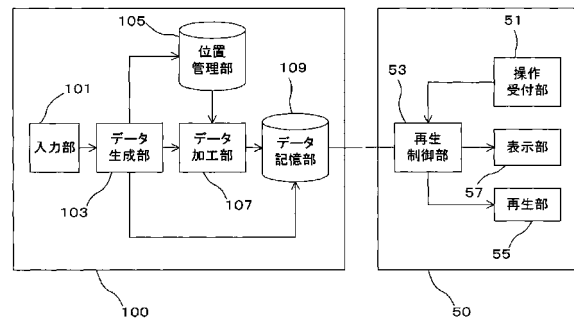 105
位置
管理部
101
109
入力部
データ
生成部
データ
加工部
データ
記憶部
103
107
100
51
操作
受付部
53
再生
制御部
表示部
57
再生部
55
50